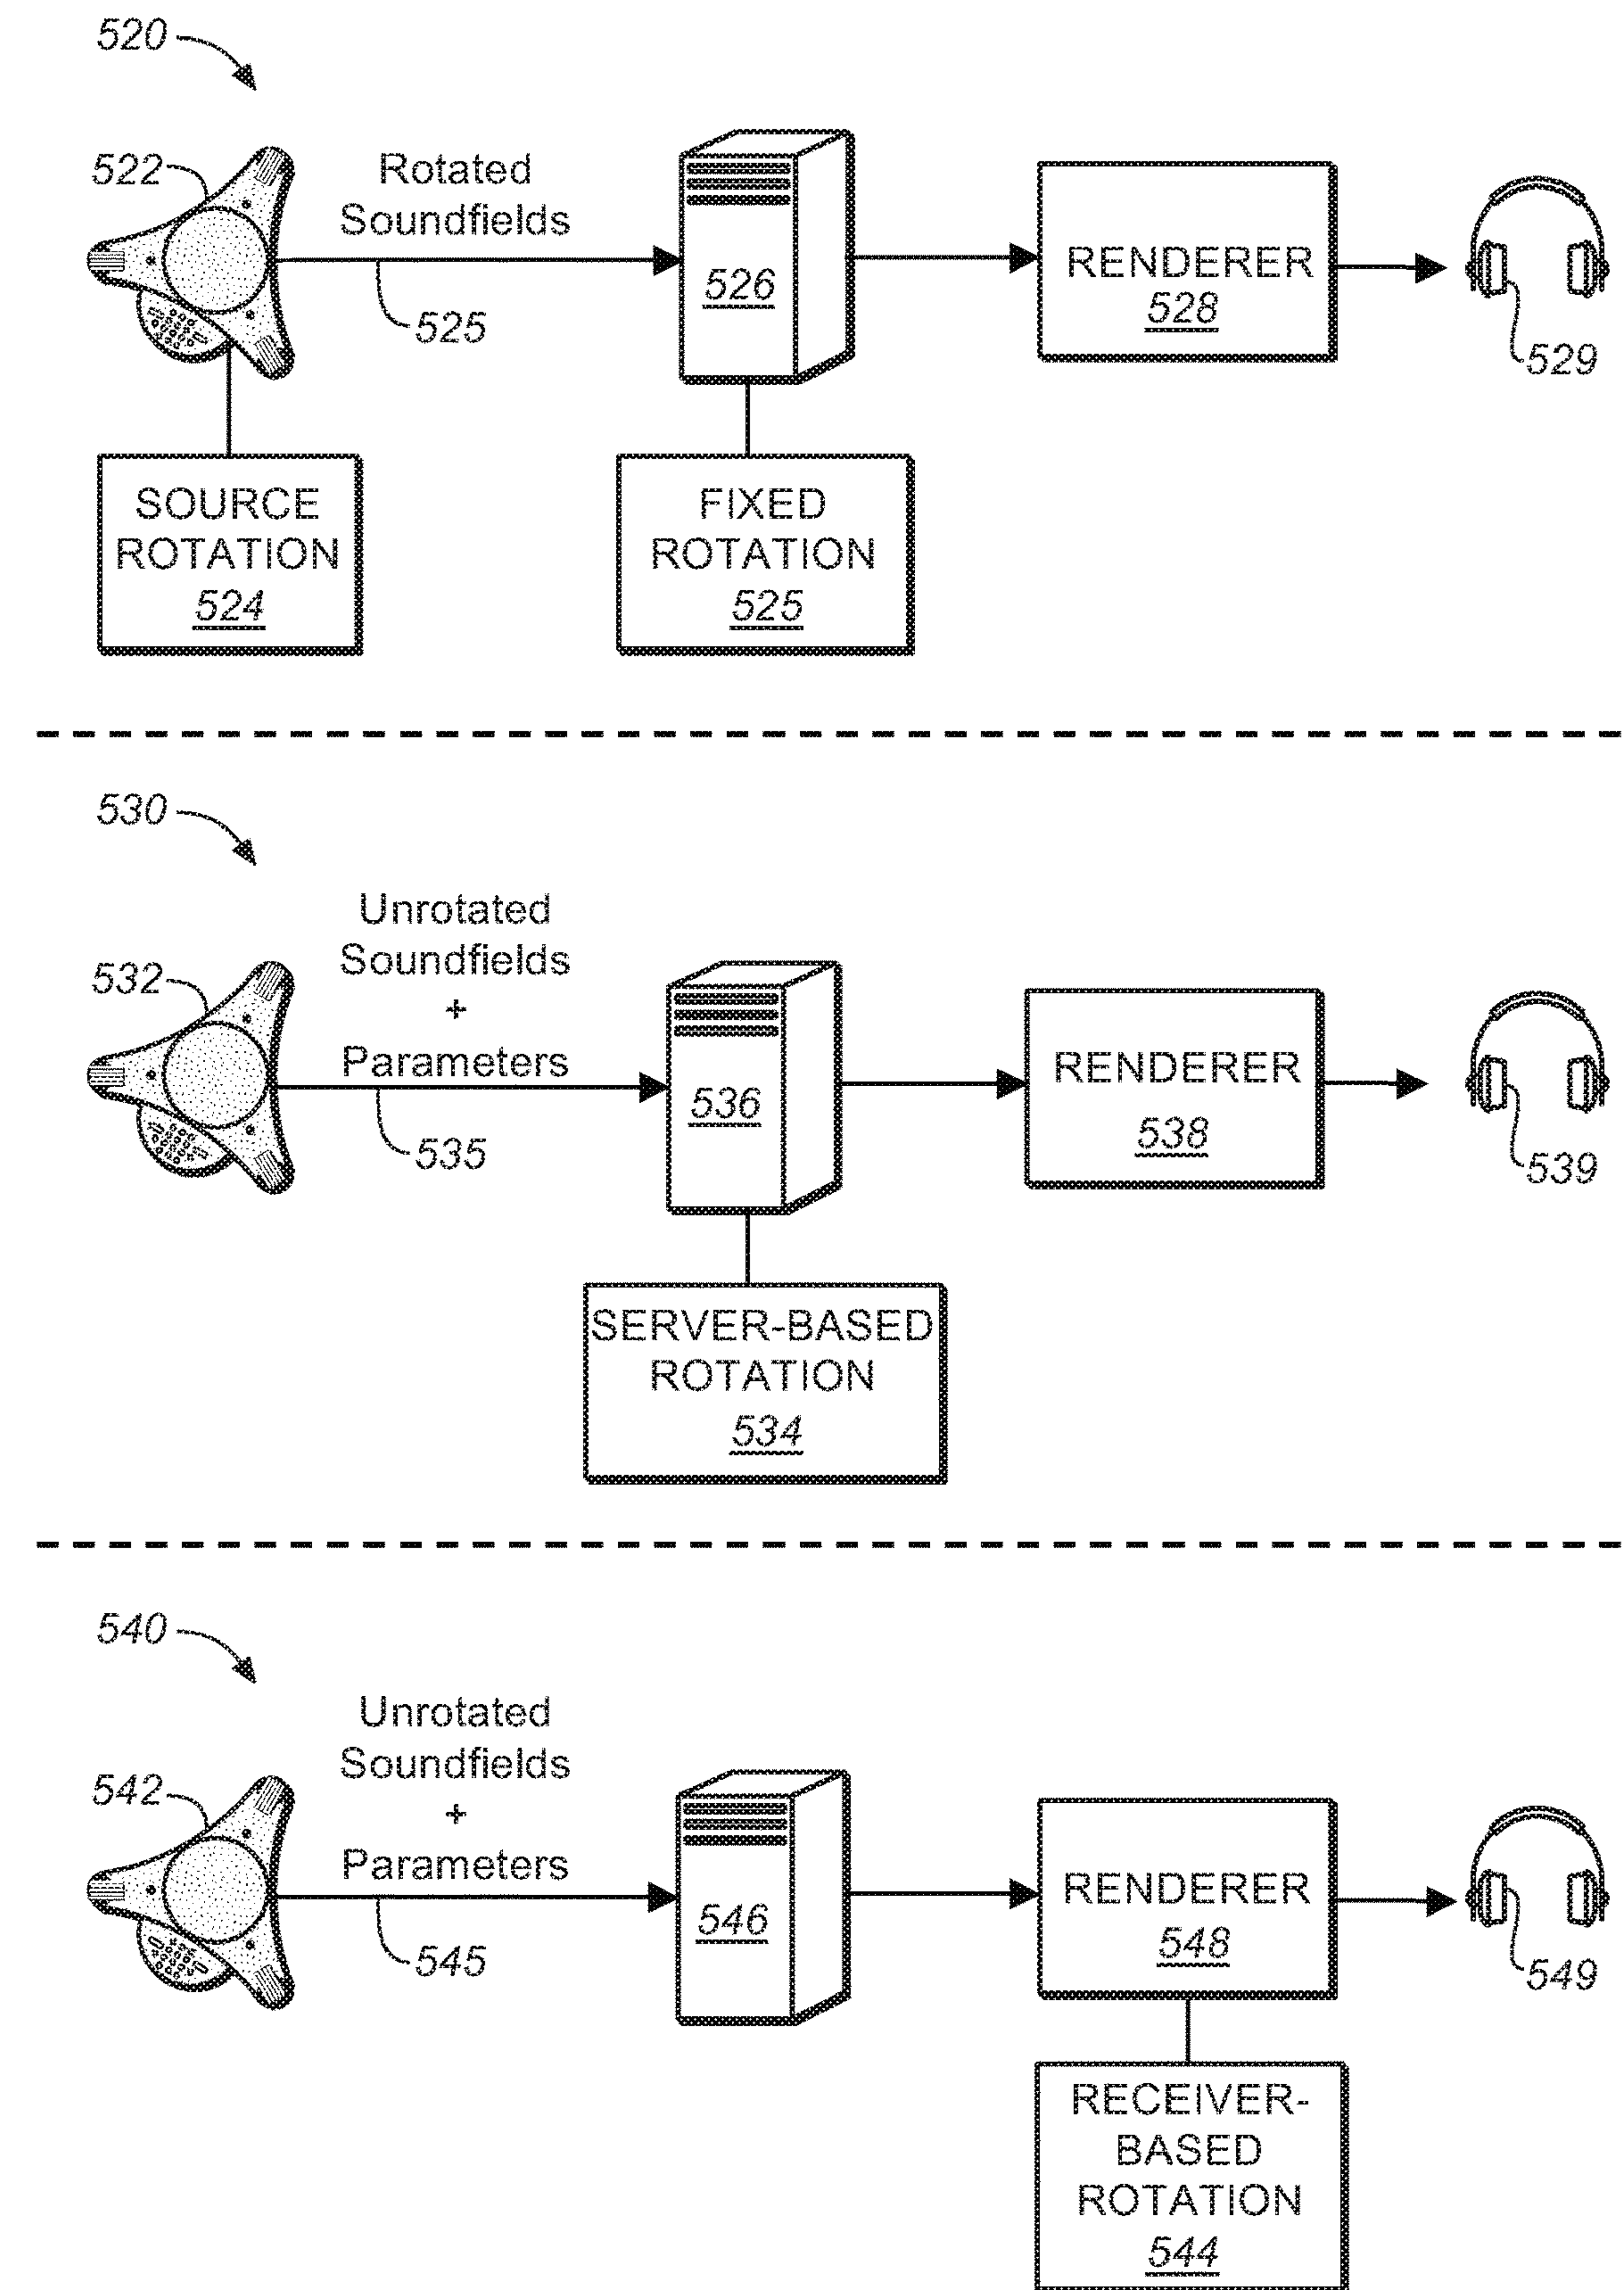 520
522
Rotated
Soundfields
525
526
RENDERER
528
529
SOURCE
ROTATION
524
FIXED
ROTATION
525
530
532
Unrotated
Soundfields
+
Parameters
535
536
RENDERER
538
539
SERVER-BASED
ROTATION
534
540
542
Unrotated
Soundfields
+
Parameters
545
546
RENDERER
548
549
RECEIVER-
BASED
ROTATION
544